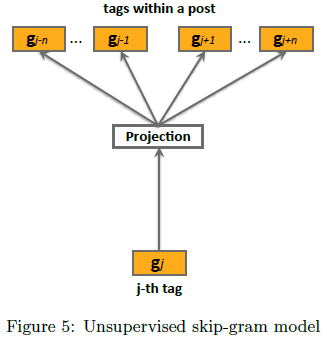 tags within a post
gj-n ... gj-1 gj+1 ... gj+n
Projection
gj
j-th tag
Figure 5: Unsupervised skip-gram model